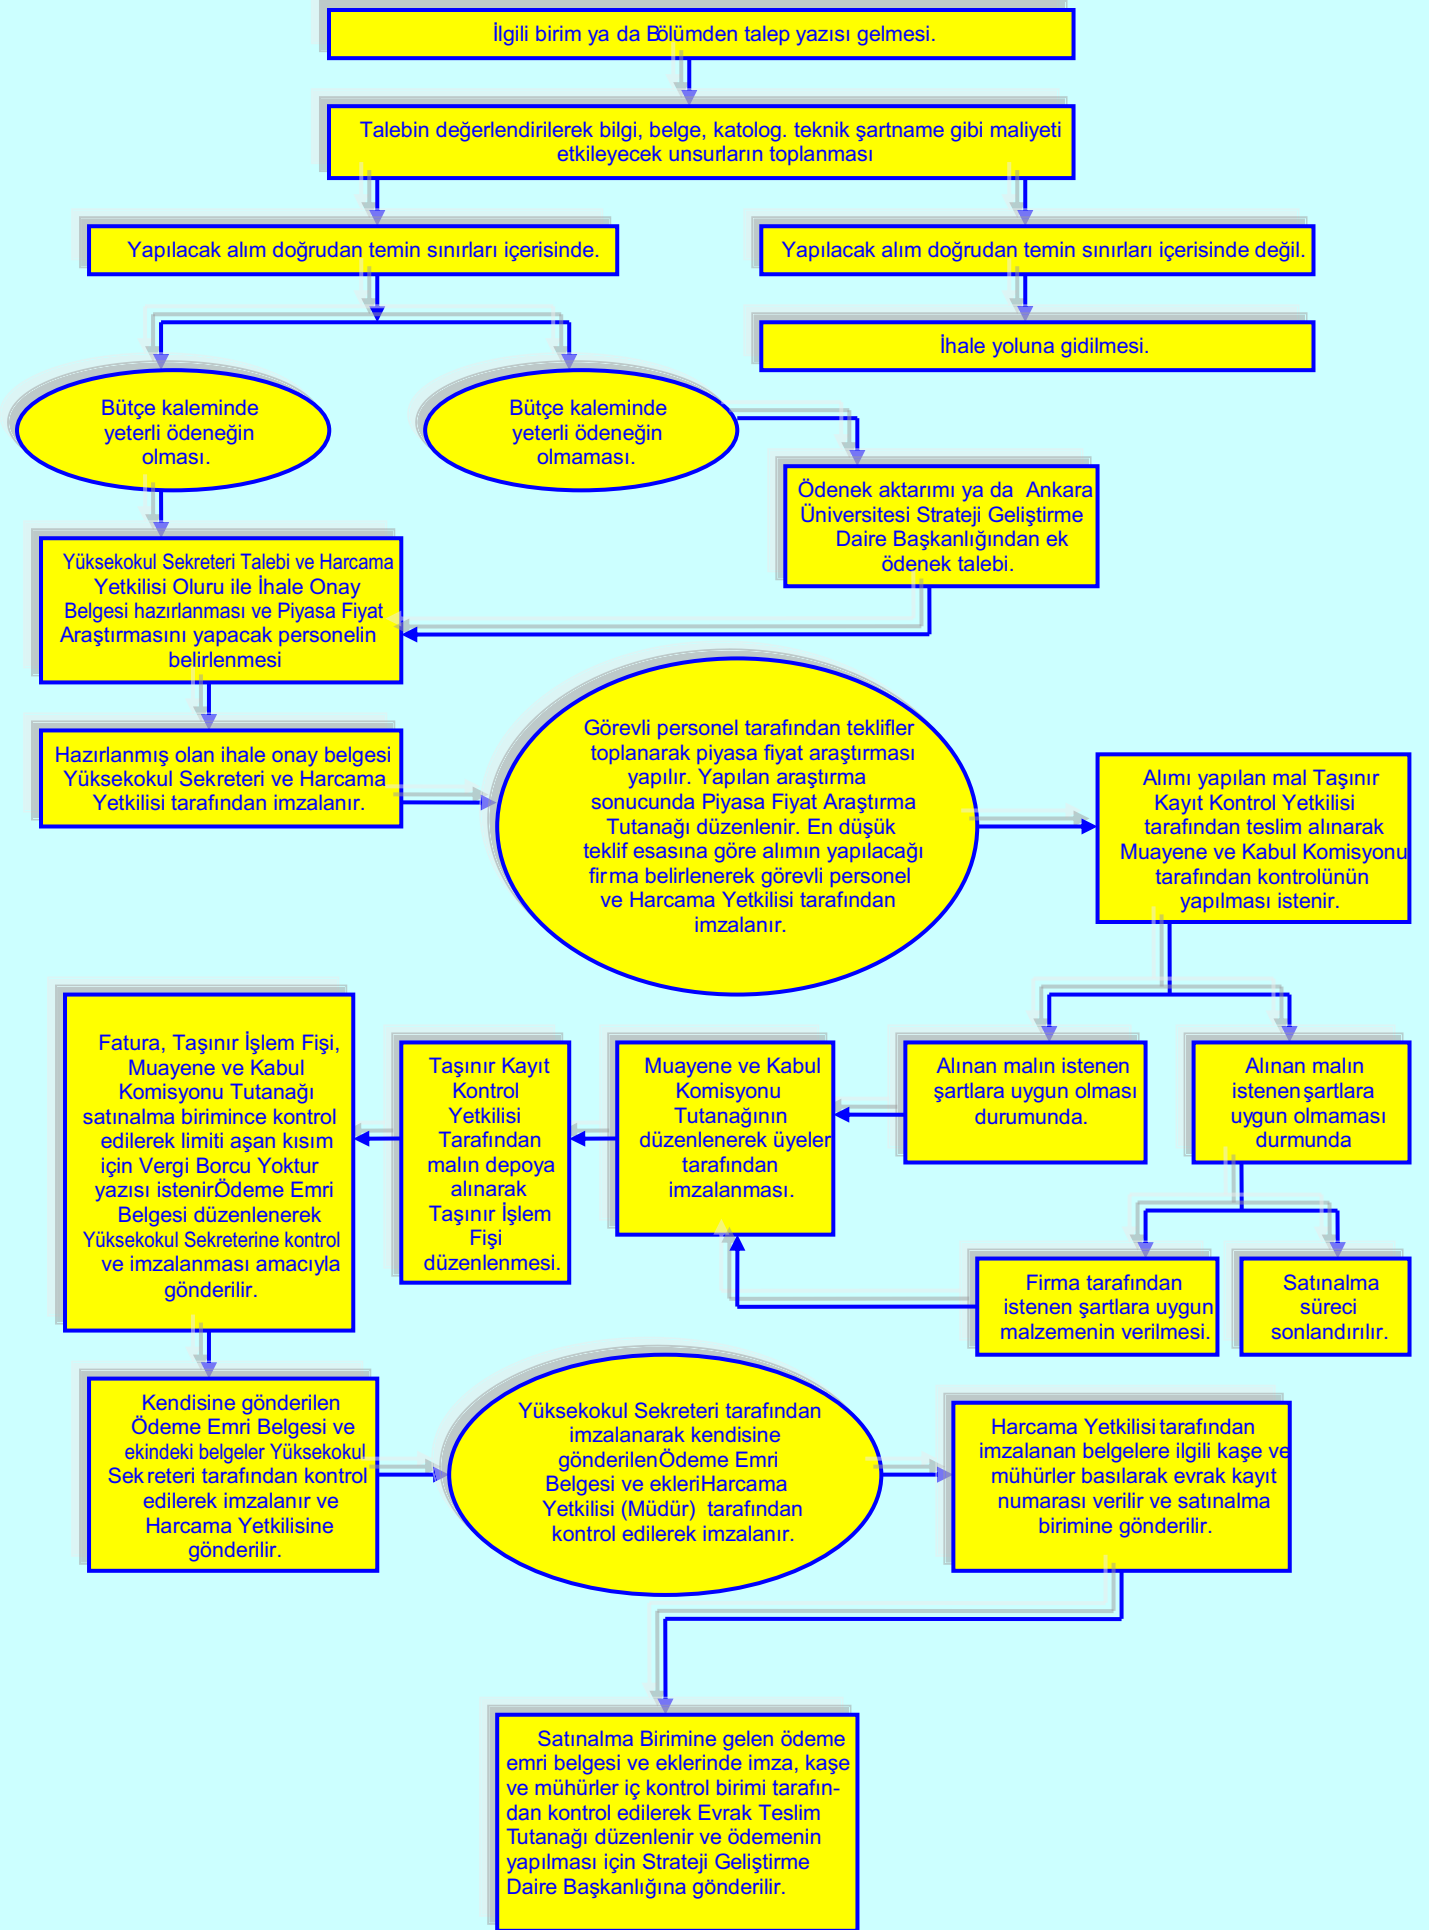 İlgili birim ya da Bölümden talep yazısı gelmesi.
Talebin değerlendirilerek bilgi, belge, katolog. teknik şartname gibi maliyeti
etkileyecek unsurların toplanması
Yapılacak alım doğrudan temin sınırları içerisinde.
Yapılacak alım doğrudan temin sınırları içerisinde değil.
İhale yoluna gidilmesi.
Bütçe kaleminde
yeterli ödeneğin
olması.
Bütçe kaleminde
yeterli ödeneğin
olmaması.
Ödenek aktarımı ya da Ankara
Üniversitesi Strateji Geliştirme
Daire Başkanlığından ek
ödenek talebi.
Yüksekokul Sekreteri Talebi ve Harcama
Yetkilisi Oluru ile İhale Onay
Belgesi hazırlanması ve Piyasa Fiyat
Araştırmasını yapacak personelin
belirlenmesi
Hazırlanmış olan ihale onay belgesi
Yüksekokul Sekreteri ve Harcama
Yetkilisi tarafından imzalanır.
Görevli personel tarafından teklifler
toplanarak piyasa fiyat araştırması
yapılır. Yapılan araştırma
sonucunda Piyasa Fiyat Araştırma
Tutanağı düzenlenir. En düşük
teklif esasına göre alımın yapılacağı
firma belirlenerek görevli personel
ve Harcama Yetkilisi tarafından
imzalanır.
Alımı yapılan mal Taşınır
Kayıt Kontrol Yetkilisi
tarafından teslim alınarak
Muayene ve Kabul Komisyonu
tarafından kontrolünün
yapılması istenir.
Alınan malın istenen
şartlara uygun olması
durumunda.
Alınan malın
istenen şartlara
uygun olmaması
durmunda
Muayene ve Kabul
Komisyonu
Tutanağının
düzenlenerek üyeler
tarafından
imzalanması.
Taşınır Kayıt
Kontrol
Yetkilisi
Tarafından
malın depoya
alınarak
Taşınır İşlem
Fişi
düzenlenmesi.
Fatura, Taşınır İşlem Fişi,
Muayene ve Kabul
Komisyonu Tutanağı
satınalma birimince kontrol
edilerek limiti aşan kısım
için Vergi Borcu Yoktur
yazısı istenir.Ödeme Emri
Belgesi düzenlenerek
Yüksekokul Sekreterine kontrol
ve imzalanması amacıyla
gönderilir.
Firma tarafından
istenen şartlara uygun
malzemenin verilmesi.
Satınalma
süreci
sonlandırılır.
Kendisine gönderilen
Ödeme Emri Belgesi ve
ekindeki belgeler Yüksekokul
Sekreteri tarafından kontrol
edilerek imzalanır ve
Harcama Yetkilisine
gönderilir.
Yüksekokul Sekreteri tarafından
imzalanarak kendisine
gönderilen Ödeme Emri
Belgesi ve ekleri Harcama
Yetkilisi (Müdür) tarafından
kontrol edilerek imzalanır.
Harcama Yetkilisi tarafından
imzalanan belgelere ilgili kaşe ve
mühürler basılarak evrak kayıt
numarası verilir ve satınalma
birimine gönderilir.
Satınalma Birimine gelen ödeme
emri belgesi ve eklerinde imza, kaşe
ve mühürler iç kontrol birimi tarafın-
dan kontrol edilerek Evrak Teslim
Tutanağı düzenlenir ve ödemenin
yapılması için Strateji Geliştirme
Daire Başkanlığına gönderilir.